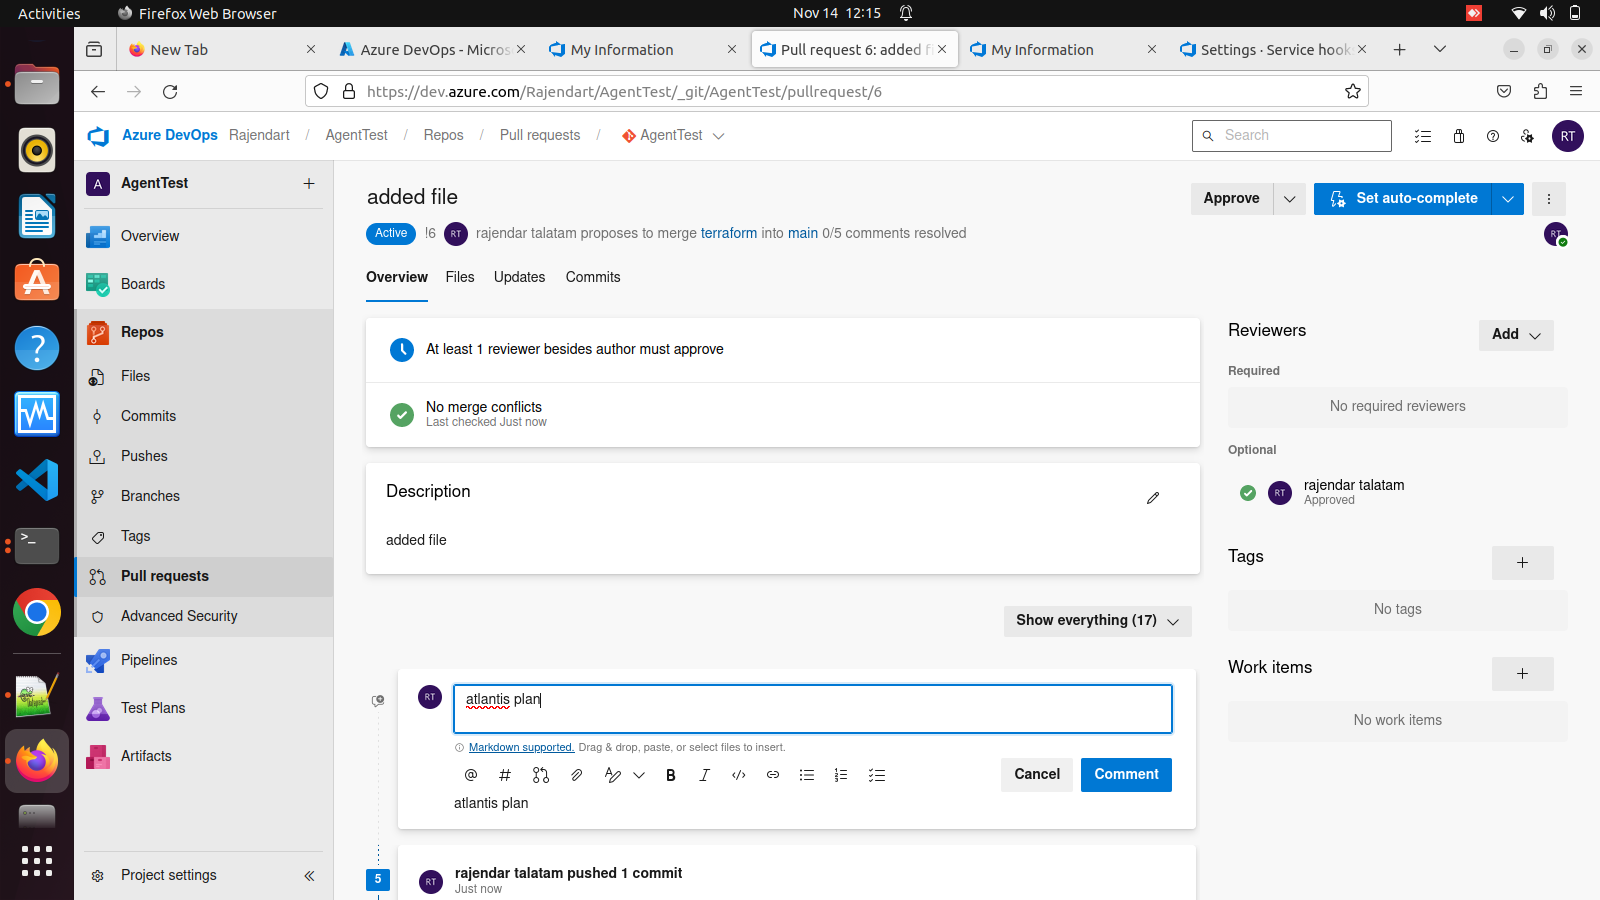 Activities
Firefox Web Browser
Nov 14 12:15
New Tab
Azure DevOps - Micros
My Information
Pull request 6: added fi
My Information
Settings · Service hook
https://dev.azure.com/Rajendart/AgentTest/_git/AgentTest/pullrequest/6
Azure DevOps
Rajendart / AgentTest / Repos / Pull requests / AgentTest
Search
RT
A AgentTest
Overview
Boards
Repos
Files
Commits
Pushes
Branches
Tags
Pull requests
Advanced Security
Pipelines
Test Plans
Artifacts
Project settings
added file
Approve
Set auto-complete
Active !6 RT rajendar talatam proposes to merge terraform into main 0/5 comments resolved
RT
Overview
Files
Updates
Commits
At least 1 reviewer besides author must approve
No merge conflicts
Last checked Just now
Description
added file
Show everything (17)
RT
atlantis plan
Markdown supported. Drag & drop, paste, or select files to insert.
Cancel
Comment
atlantis plan
5
RT
rajendar talatam pushed 1 commit
Just now
Reviewers
Add
Required
No required reviewers
Optional
RT
rajendar talatam
Approved
Tags
No tags
Work items
No work items